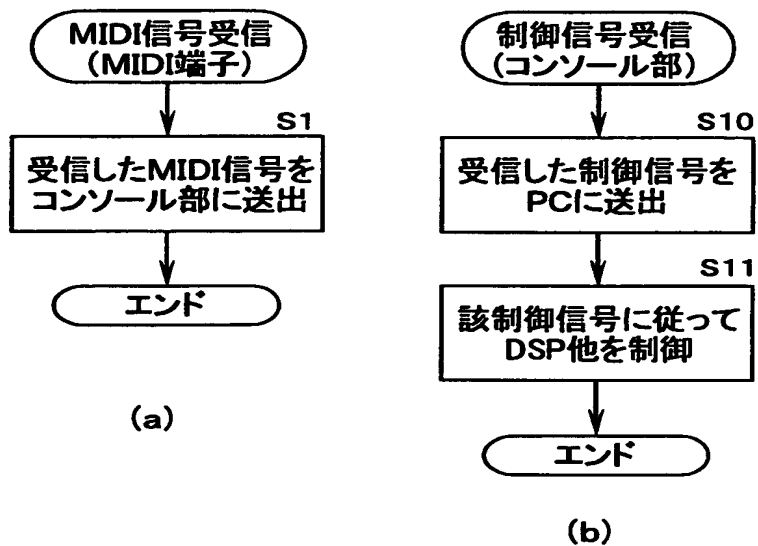 MIDI信号受信
(MIDI端子)
S1
受信したMIDI信号を
コンソール部に送出
エンド
(a)
制御信号受信
(コンソール部)
S10
受信した制御信号を
PCに送出
S11
該制御信号に従って
DSP他を制御
エンド
(b)